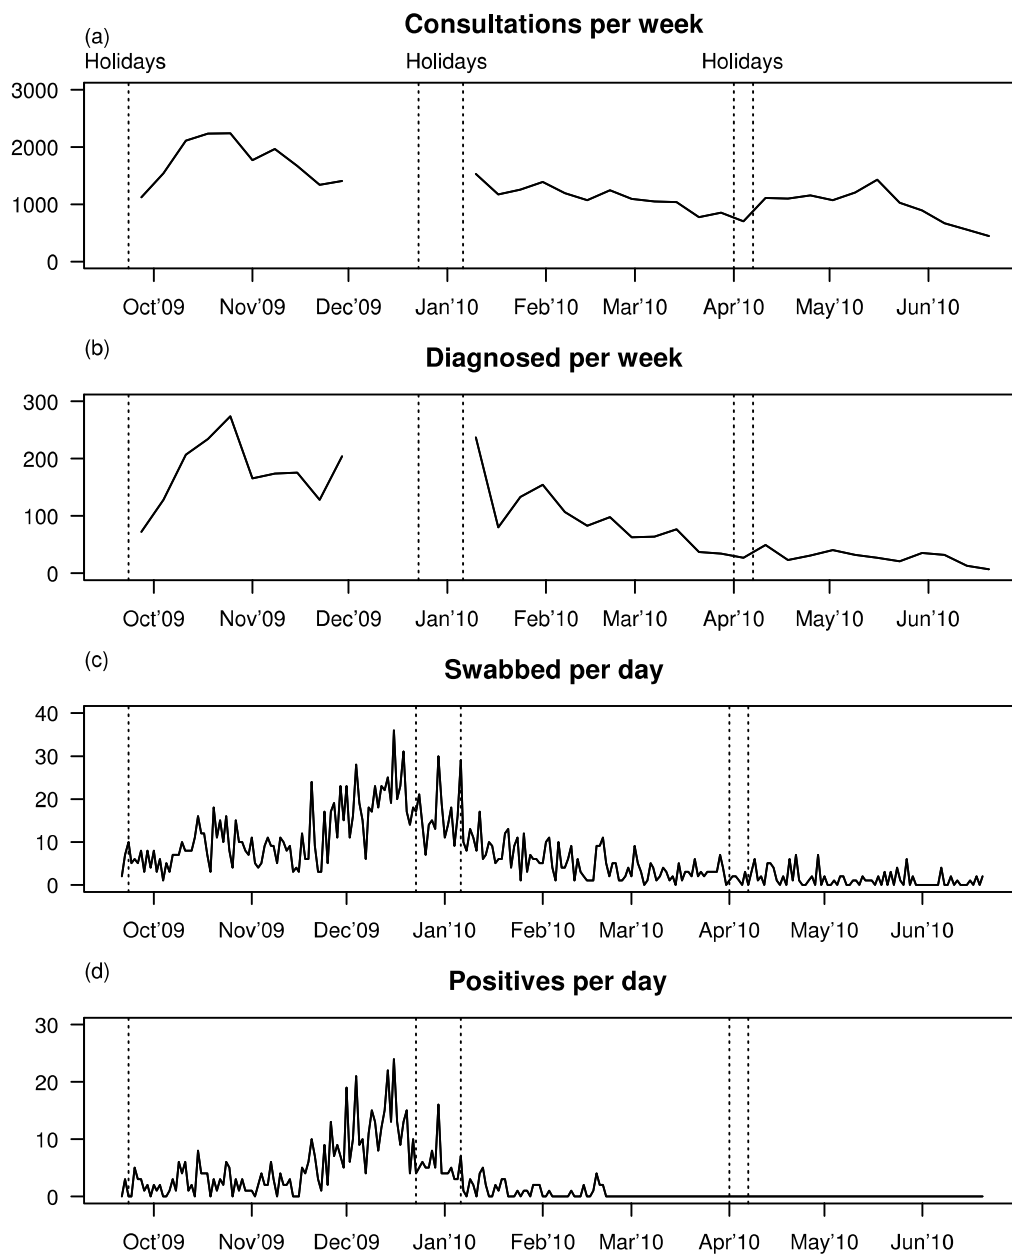 (a)
Consultations per week
Holidays Holidays Holidays
3000
2000
1000
0
Oct'09 Nov'09 Dec'09 Jan'10 Feb'10 Mar'10 Apr'10 May'10 Jun'10
(b)
Diagnosed per week
300
200
100
0
Oct'09 Nov'09 Dec'09 Jan'10 Feb'10 Mar'10 Apr'10 May'10 Jun'10
(c)
Swabbed per day
40
30
20
10
0
Oct'09 Nov'09 Dec'09 Jan'10 Feb'10 Mar'10 Apr'10 May'10 Jun'10
(d)
Positives per day
30
20
10
0
Oct'09 Nov'09 Dec'09 Jan'10 Feb'10 Mar'10 Apr'10 May'10 Jun'10